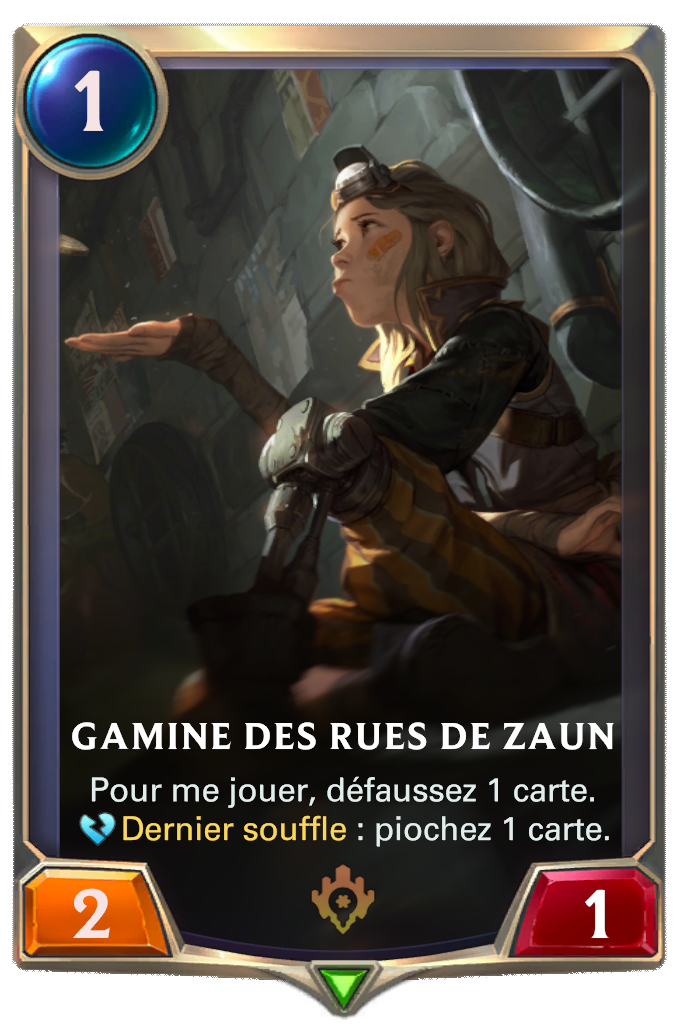 1
GAMINE DES RUES DE ZAUN
Pour me jouer, défaussez 1 carte.
Dernier souffle : piochez 1 carte.
2
1